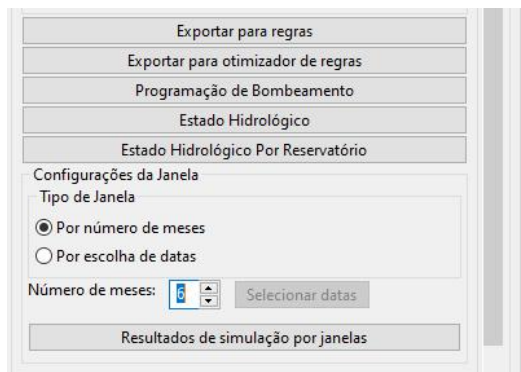 Exportar para regras
Exportar para otimizador de regras
Programação de Bombeamento
Estado Hidrológico
Estado Hidrológico Por Reservatório
Configurações da Janela
Tipo de Janela
Por número de meses
Por escolha de datas
Número de meses: 6 Selecionar datas
Resultados de simulação por janelas